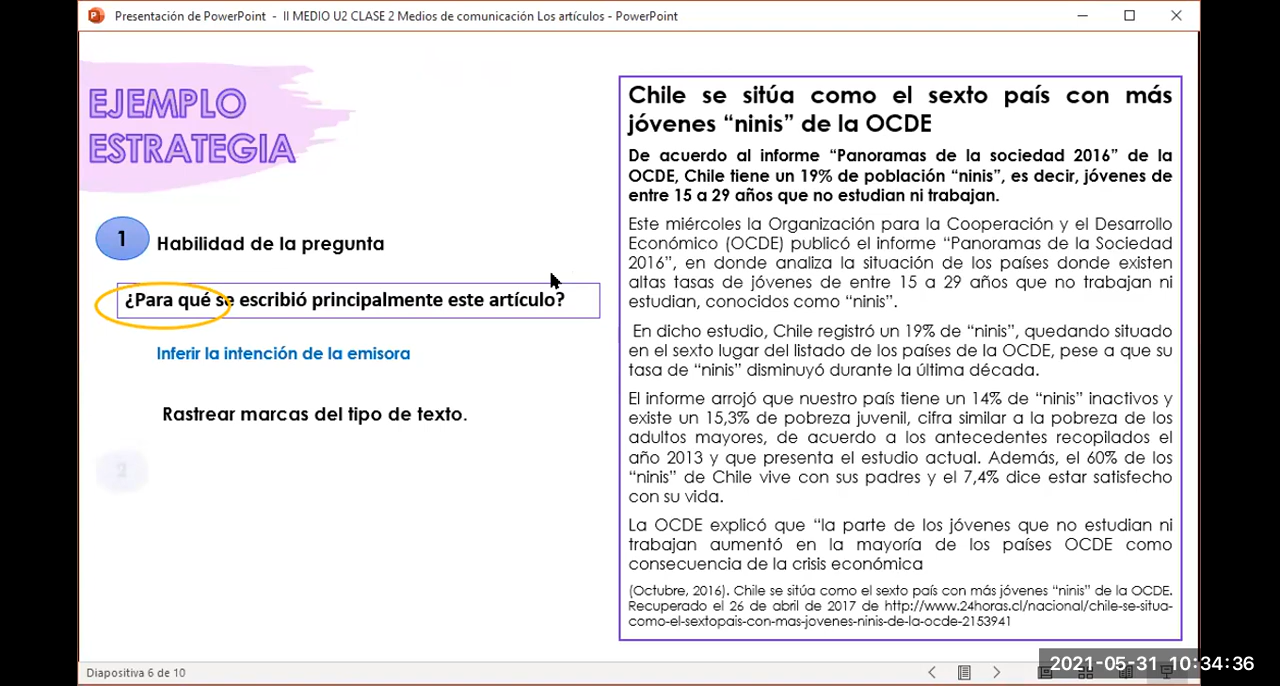 Presentación de PowerPoint - II MEDIO U2 CLASE 2 Medios de comunicación Los artículos - PowerPoint
EJEMPLO
ESTRATEGIA
1
Habilidad de la pregunta
¿Para qué se escribió principalmente este artículo?
Inferir la intención de la emisora
Rastrear marcas del tipo de texto.
2
Chile se sitúa como el sexto país con más
jóvenes “ninis” de la OCDE
De acuerdo al informe “Panoramas de la sociedad 2016” de la
OCDE, Chile tiene un 19% de población “ninis”, es decir, jóvenes de
entre 15 a 29 años que no estudian ni trabajan.
Este miércoles la Organización para la Cooperación y el Desarrollo
Económico (OCDE) publicó el informe “Panoramas de la Sociedad
2016”, en donde analiza la situación de los países donde existen
altas tasas de jóvenes de entre 15 a 29 años que no trabajan ni
estudian, conocidos como “ninis”.
En dicho estudio, Chile registró un 19% de “ninis”, quedando situado
en el sexto lugar del listado de los países de la OCDE, pese a que su
tasa de “ninis” disminuyó durante la última década.
El informe arrojó que nuestro país tiene un 14% de “ninis” inactivos y
existe un 15,3% de pobreza juvenil, cifra similar a la pobreza de los
adultos mayores, de acuerdo a los antecedentes recopilados el
año 2013 y que presenta el estudio actual. Además, el 60% de los
“ninis” de Chile vive con sus padres y el 7,4% dice estar satisfecho
con su vida.
La OCDE explicó que “la parte de los jóvenes que no estudian ni
trabajan aumentó en la mayoría de los países OCDE como
consecuencia de la crisis económica
(Octubre, 2016). Chile se sitúa como el sexto país con más jóvenes “ninis” de la OCDE.
Recuperado el 26 de abril de 2017 de http://www.24horas.cl/nacional/chile-se-situa-
como-el-sextopais-con-mas-jovenes-ninis-de-la-ocde-2153941
Diapositiva 6 de 10
2021-05-31 10:34:36